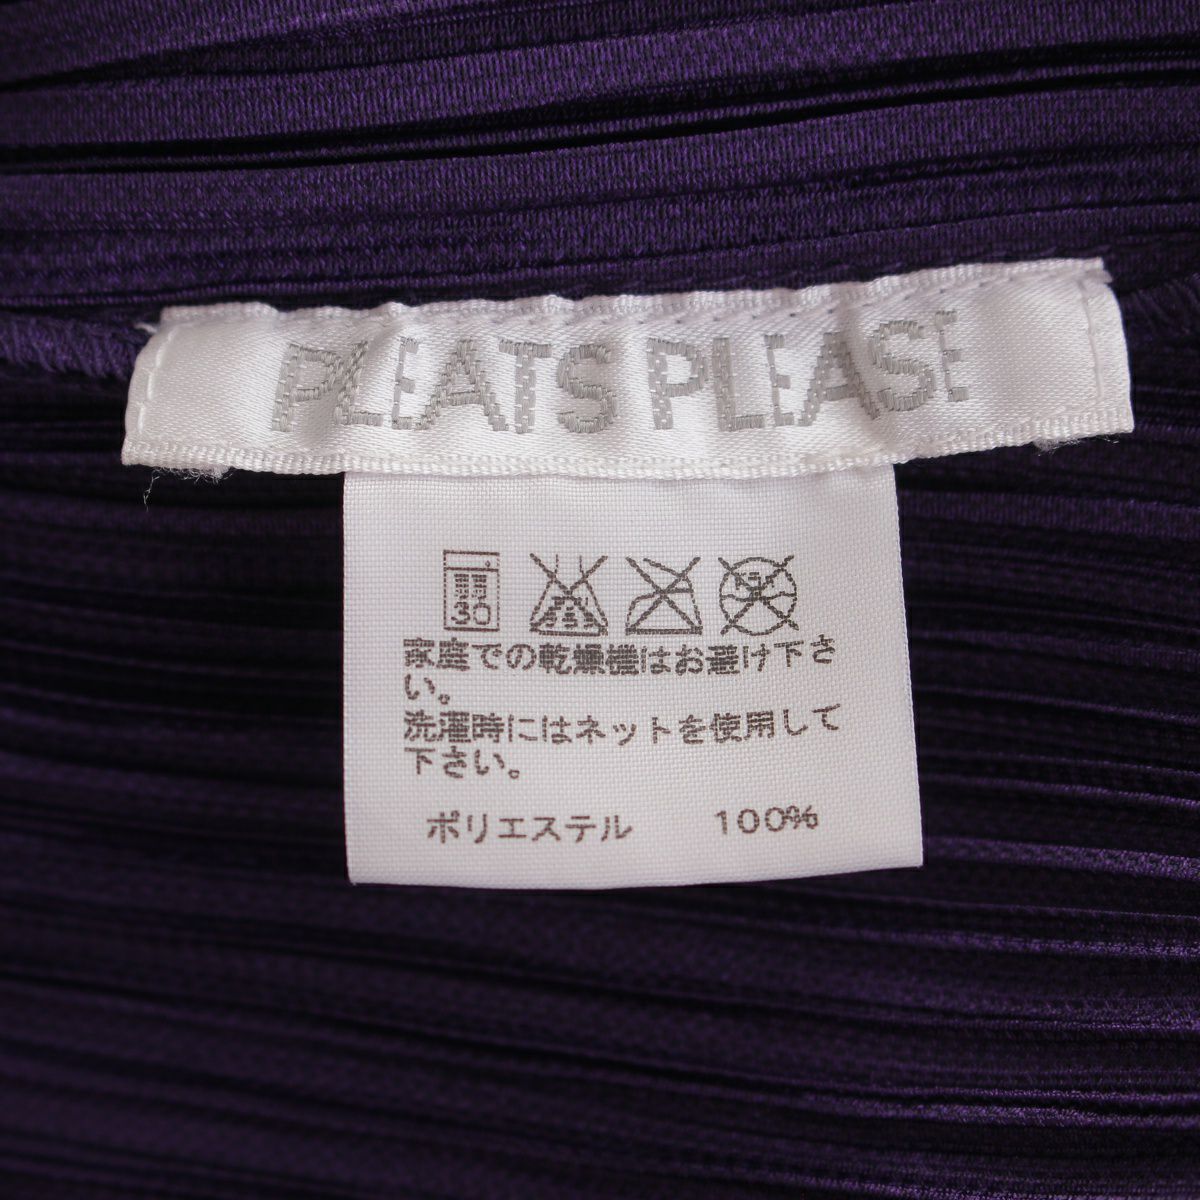 PLEATS PLEASE
弱
30
家庭での乾燥機はお避け下さ
い。
洗濯時にはネットを使用して
下さい。
ポリエステル 100%